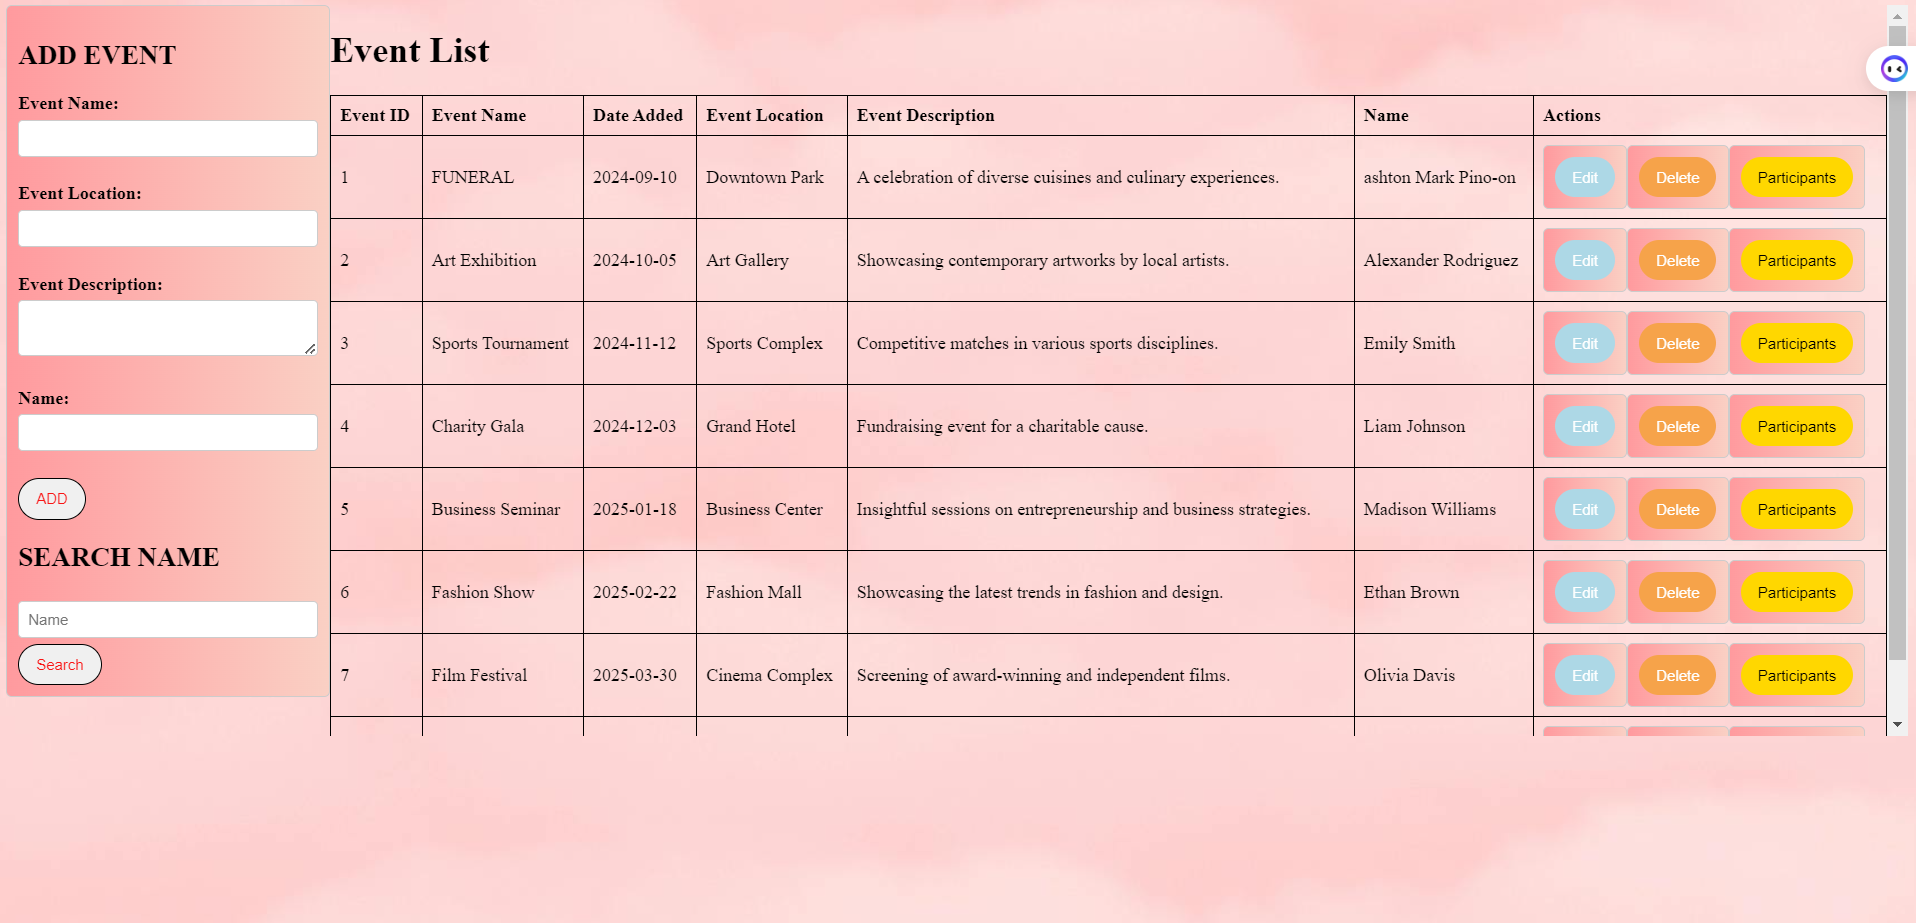 ADD EVENT
Event Name:
Event Location:
Event Description:
Name:
ADD
SEARCH NAME
Name
Search
Event List
Event ID Event Name Date Added Event Location Event Description Name Actions
1 FUNERAL 2024-09-10 Downtown Park A celebration of diverse cuisines and culinary experiences. ashton Mark Pino-on Edit Delete Participants
2 Art Exhibition 2024-10-05 Art Gallery Showcasing contemporary artworks by local artists. Alexander Rodriguez Edit Delete Participants
3 Sports Tournament 2024-11-12 Sports Complex Competitive matches in various sports disciplines. Emily Smith Edit Delete Participants
4 Charity Gala 2024-12-03 Grand Hotel Fundraising event for a charitable cause. Liam Johnson Edit Delete Participants
5 Business Seminar 2025-01-18 Business Center Insightful sessions on entrepreneurship and business strategies. Madison Williams Edit Delete Participants
6 Fashion Show 2025-02-22 Fashion Mall Showcasing the latest trends in fashion and design. Ethan Brown Edit Delete Participants
7 Film Festival 2025-03-30 Cinema Complex Screening of award-winning and independent films. Olivia Davis Edit Delete Participants